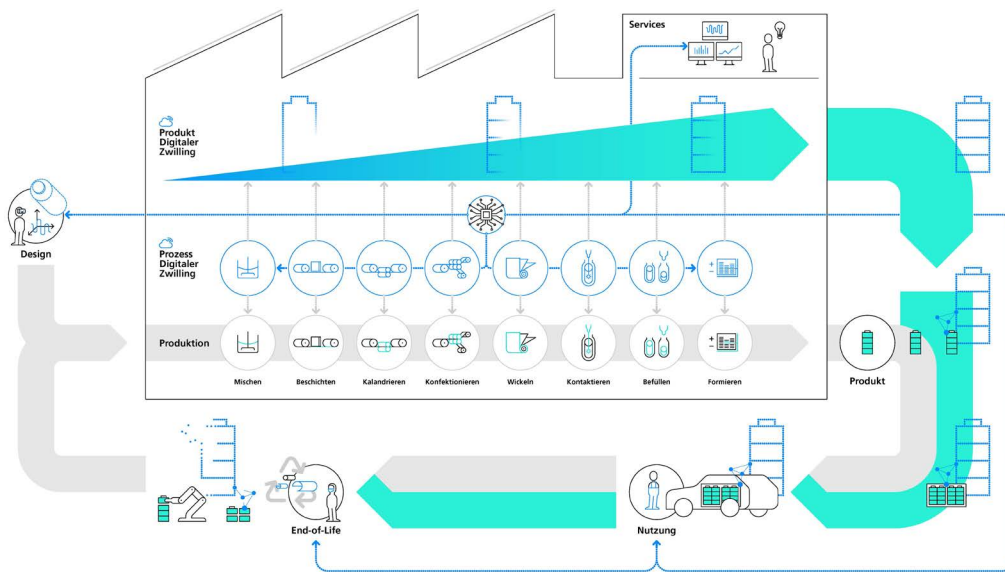 Services
Produkt
Digitaler
Zwilling
Design
Prozess
Digitaler
Zwilling
Produktion
Mischen
Beschichten
Kalandrieren
Konfektionieren
Wickeln
Kontaktieren
Befüllen
Formieren
Produkt
End-of-Life
Nutzung